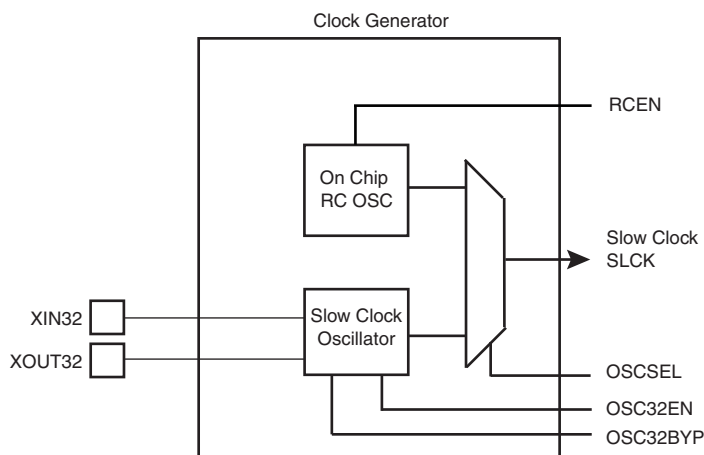 Clock Generator
RCEN
On Chip
RC OSC
Slow Clock
SLCK
XIN32
Slow Clock
Oscillator
XOUT32
OSCSEL
OSC32EN
OSC32BYP